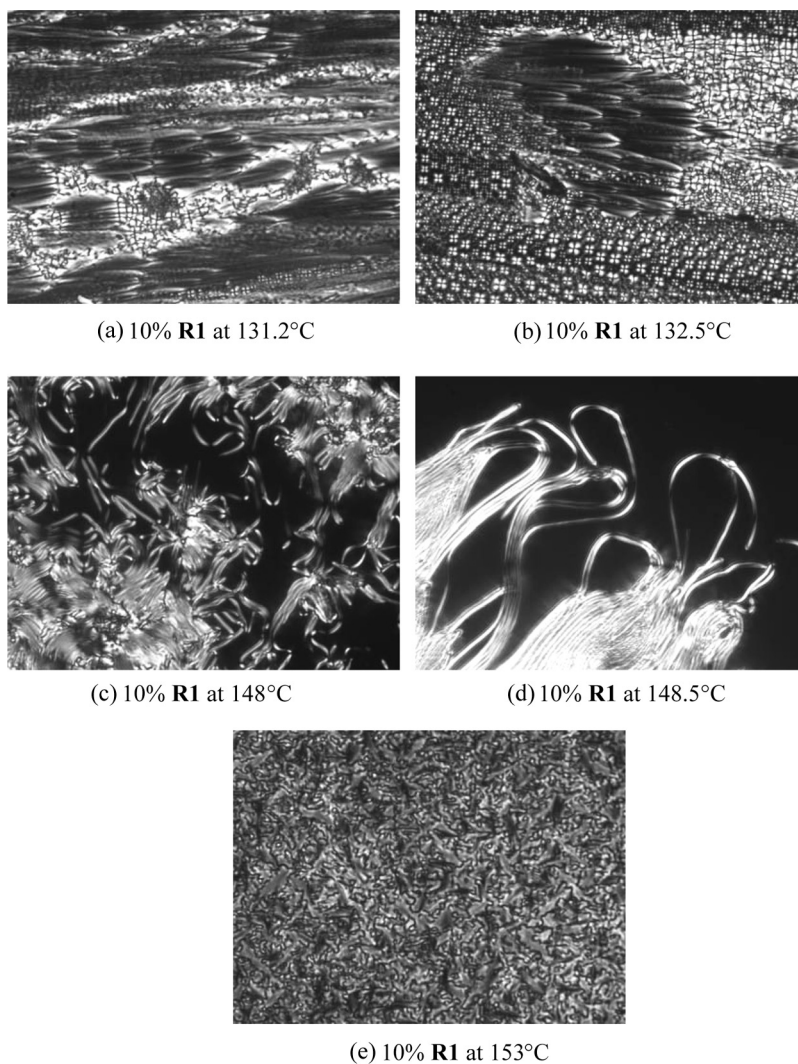 (a) 10% R1 at 131.2°C
(b) 10% R1 at 132.5°C
(c) 10% R1 at 148°C
(d) 10% R1 at 148.5°C
(e) 10% R1 at 153°C